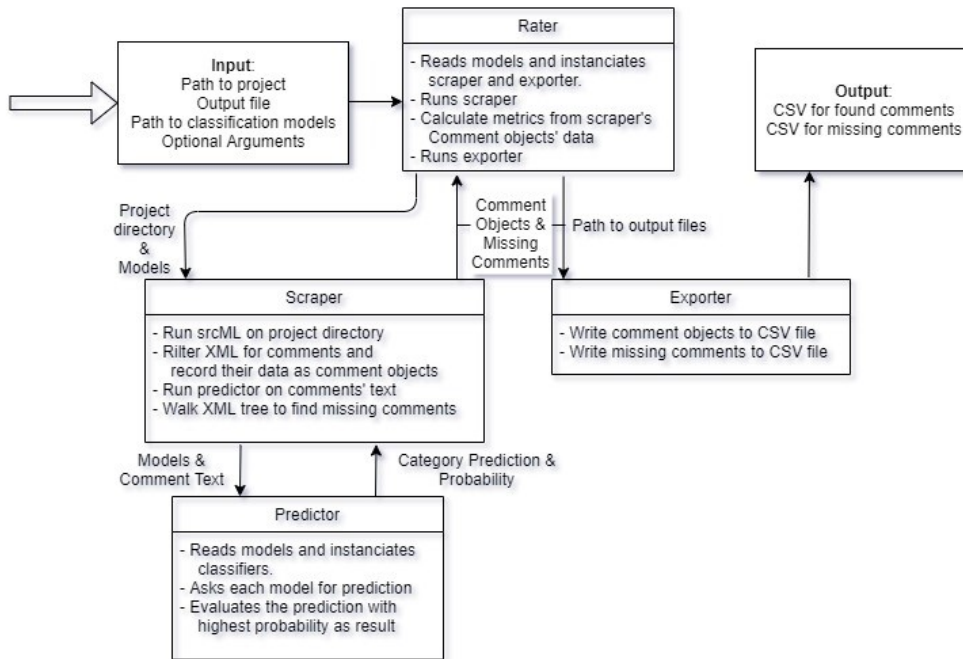 Rater
- Reads models and instanciates
scraper and exporter.
- Runs scraper
- Calculate metrics from scraper's
Comment objects' data
- Runs exporter
Input:
Path to project
Output file
Path to classification models
Optional Arguments
Output:
CSV for found comments
CSV for missing comments
Project
directory
&
Models
Comment
Objects &
Missing
Comments
Path to output files
Scraper
- Run srcML on project directory
- Rilter XML for comments and
record their data as comment objects
- Run predictor on comments' text
- Walk XML tree to find missing comments
Exporter
- Write comment objects to CSV file
- Write missing comments to CSV file
Models &
Comment Text
Category Prediction &
Probability
Predictor
- Reads models and instanciates
classifiers.
- Asks each model for prediction
- Evaluates the prediction with
highest probability as result